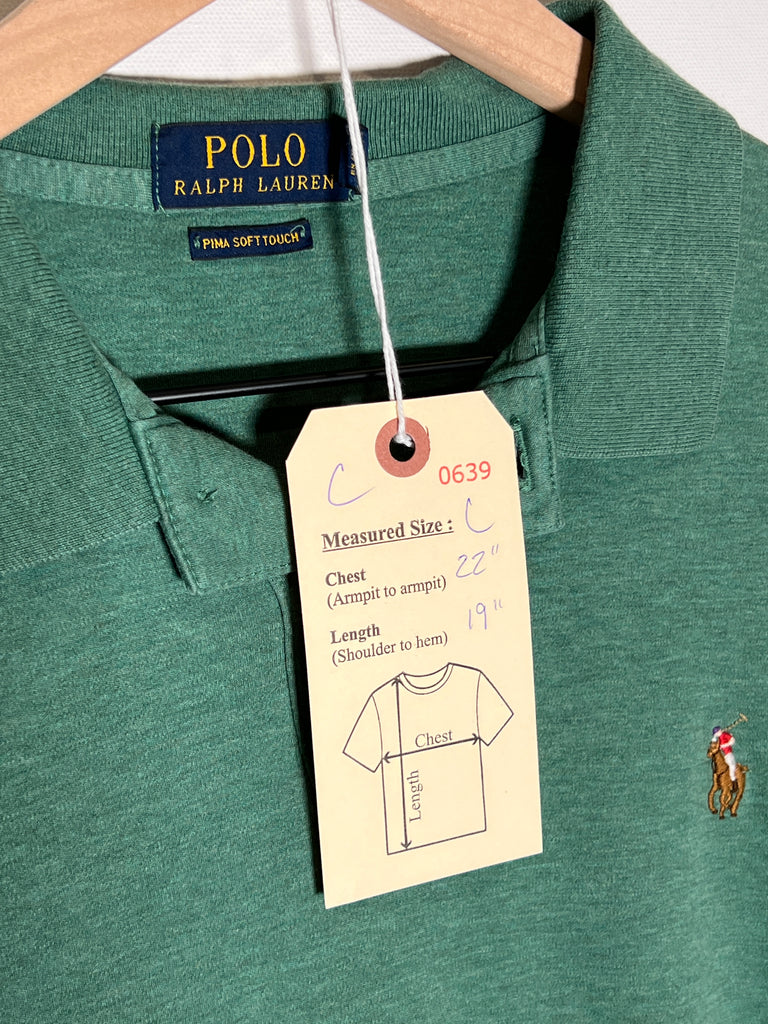 POLO
RALPH LAUREN
PIMA SOFT TOUCH
0639
Measured Size :
Chest
22"
(Armpit to armpit)
Length
19"
(Shoulder to hem)
Chest
Length